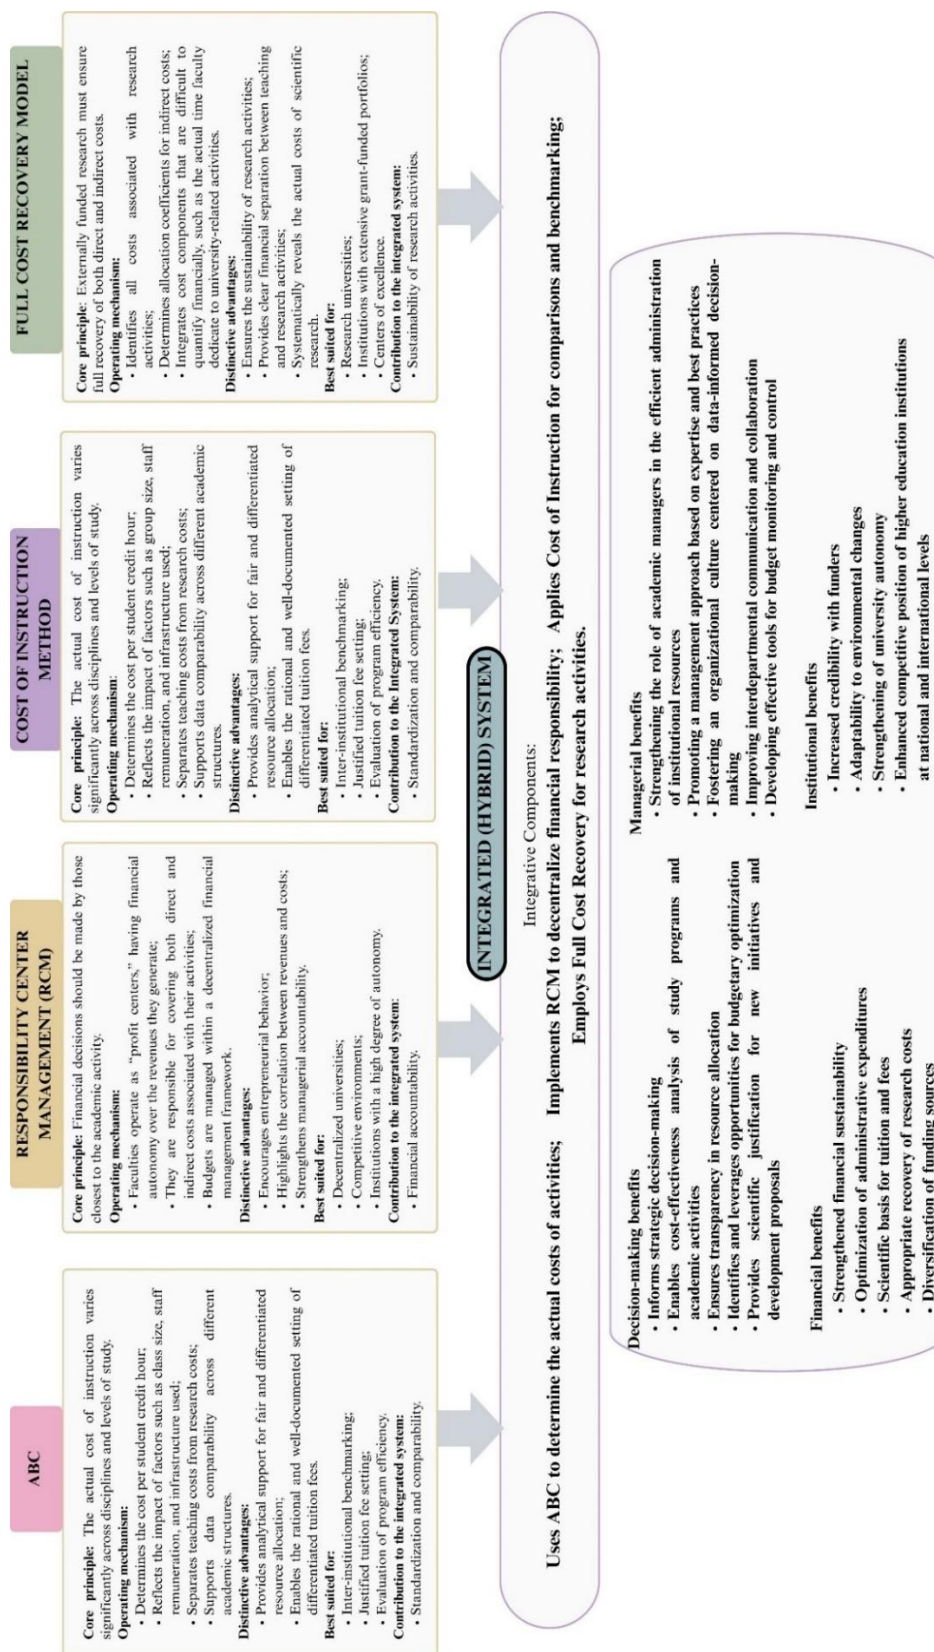 ABC
Core principle: The actual cost of instruction varies
significantly across disciplines and levels of study.
Operating mechanism:
• Determines the cost per student credit hour;
• Reflects the impact of factors such as class size, staff
remuneration, and infrastructure used;
• Separates teaching costs from research costs;
• Supports data comparability across different
academic structures.
Distinctive advantages:
• Provides analytical support for fair and differentiated
resource allocation;
• Enables the rational and well-documented setting of
differentiated tuition fees.
Best suited for:
• Inter-institutional benchmarking;
• Justified tuition fee setting;
• Evaluation of program efficiency.
Contribution to the integrated system:
• Standardization and comparability.
RESPONSIBILITY CENTER
MANAGEMENT (RCM)
Core principle: Financial decisions should be made by those
closest to the academic activity.
Operating mechanism:
• Faculties operate as “profit centers,” having financial
autonomy over the revenues they generate;
• They are responsible for covering both direct and
indirect costs associated with their activities;
• Budgets are managed within a decentralized financial
management framework.
Distinctive advantages:
• Encourages entrepreneurial behavior;
• Highlights the correlation between revenues and costs;
• Strengthens managerial accountability.
Best suited for:
• Decentralized universities;
• Competitive environments;
• Institutions with a high degree of autonomy.
Contribution to the integrated system:
• Financial accountability.
COST OF INSTRUCTION
METHOD
Core principle: The actual cost of instruction varies
significantly across disciplines and levels of study.
Operating mechanism:
• Determines the cost per student credit hour;
• Reflects the impact of factors such as group size, staff
remuneration, and infrastructure used;
• Separates teaching costs from research costs;
• Supports data comparability across different academic
structures.
Distinctive advantages:
• Provides analytical support for fair and differentiated
resource allocation;
• Enables the rational and well-documented setting of
differentiated tuition fees.
Best suited for:
• Inter-institutional benchmarking;
• Justified tuition fee setting;
• Evaluation of program efficiency.
Contribution to the Integrated System:
• Standardization and comparability.
FULL COST RECOVERY MODEL
Core principle: Externally funded research must ensure
full recovery of both direct and indirect costs.
Operating mechanism:
• Identifies all costs associated with research
activities;
• Determines allocation coefficients for indirect costs;
• Integrates cost components that are difficult to
quantify financially, such as the actual time faculty
dedicate to university-related activities.
Distinctive advantages:
• Ensures the sustainability of research activities;
• Provides clear financial separation between teaching
and research activities;
• Systematically reveals the actual costs of scientific
research.
Best suited for:
• Research universities;
• Institutions with extensive grant-funded portfolios;
• Centers of excellence.
Contribution to the integrated system:
• Sustainability of research activities.
INTEGRATED (HYBRID) SYSTEM
Integrative Components:
Uses ABC to determine the actual costs of activities; Implements RCM to decentralize financial responsibility; Applies Cost of Instruction for comparisons and benchmarking;
Employs Full Cost Recovery for research activities.
Decision-making benefits
• Informs strategic decision-making
• Enables cost-effectiveness analysis of study programs and
academic activities
• Ensures transparency in resource allocation
• Identifies and leverages opportunities for budgetary optimization
• Provides scientific justification for new initiatives and
development proposals
Financial benefits
• Strengthened financial sustainability
• Optimization of administrative expenditures
• Scientific basis for tuition and fees
• Appropriate recovery of research costs
• Diversification of funding sources
Managerial benefits
• Strengthening the role of academic managers in the efficient administration
of institutional resources
• Promoting a management approach based on expertise and best practices
• Fostering an organizational culture centered on data-informed decision-
making
• Improving interdepartmental communication and collaboration
• Developing effective tools for budget monitoring and control
Institutional benefits
• Increased credibility with funders
• Adaptability to environmental changes
• Strengthening of university autonomy
• Enhanced competitive position of higher education institutions
at national and international levels